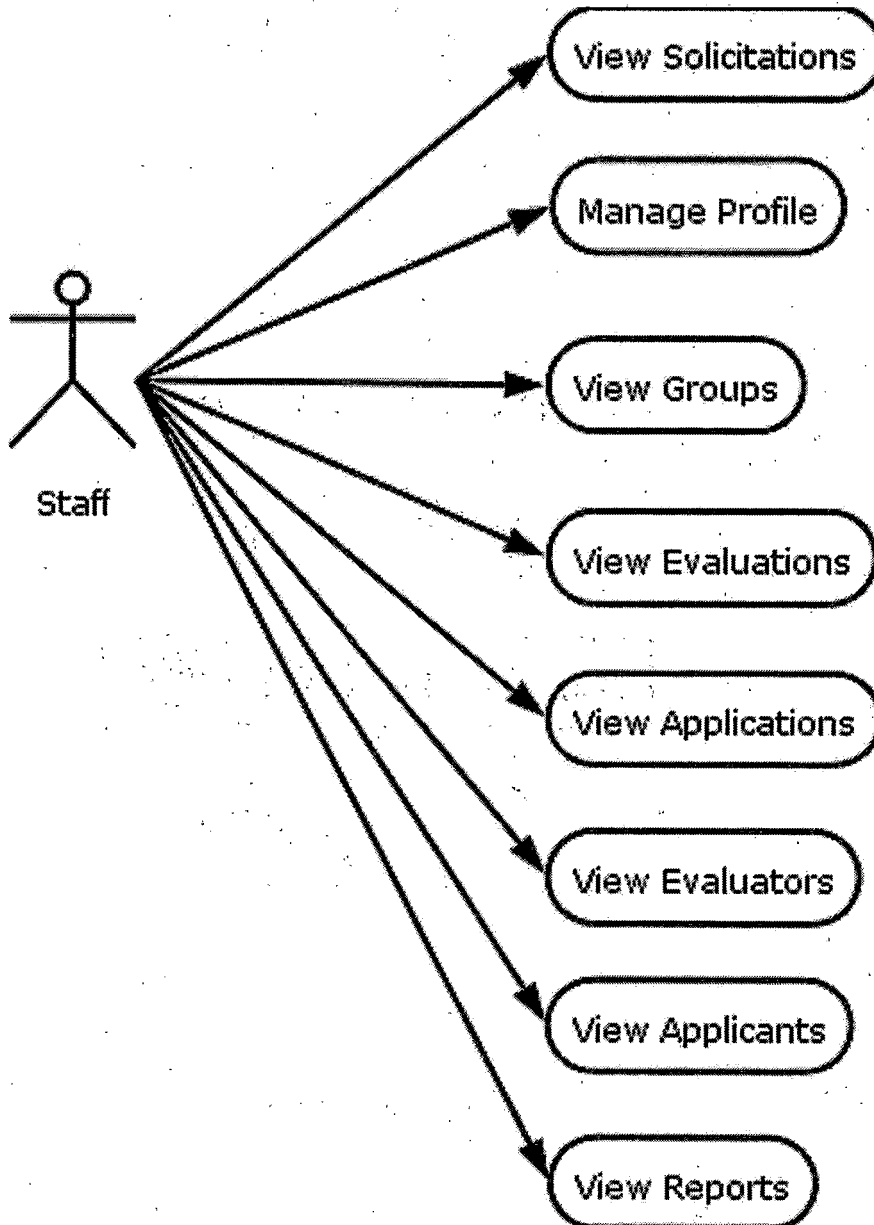 View Solicitations
Manage Profile
View Groups
Staff
View Evaluations
View Applications
View Evaluators
View Applicants
View Reports